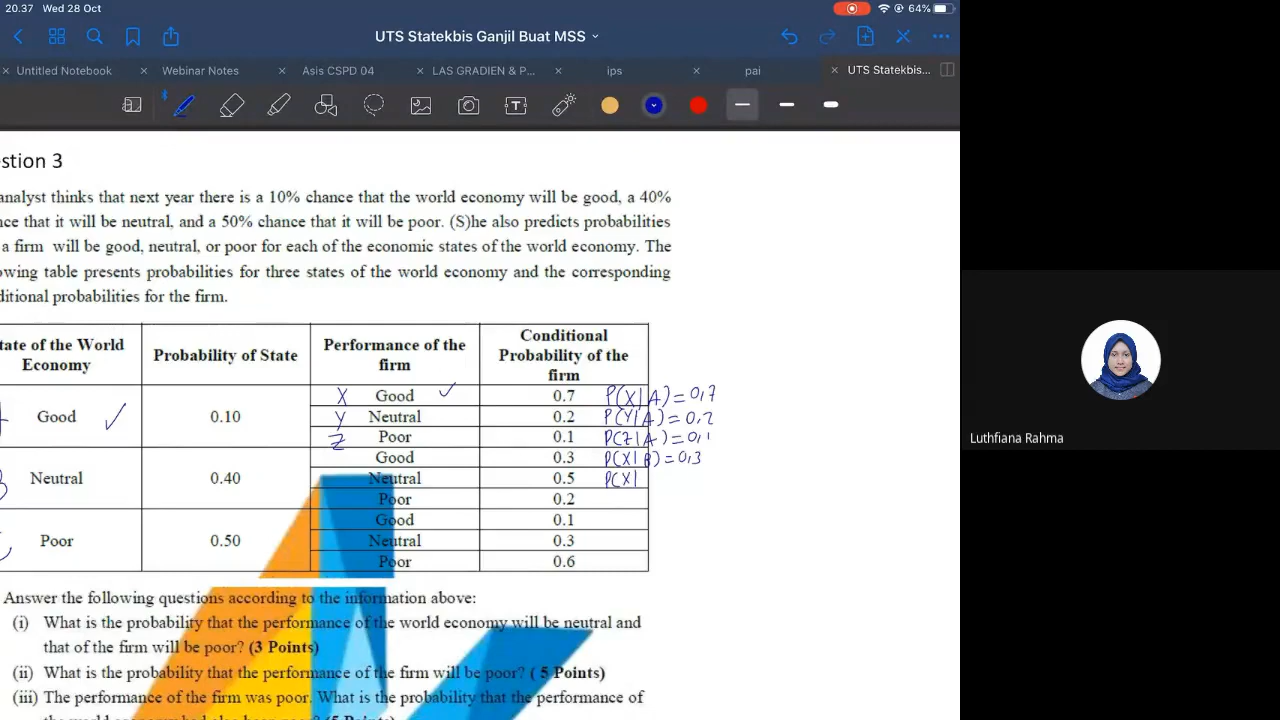 20.37 Wed 28 Oct
64%
UTS Statekbis Ganjil Buat MSS
Untitled Notebook
Webinar Notes
Asis CSPD 04
LAS GRADIEN & P...
ips
pai
UTS Statekbis...
stion 3
analyst thinks that next year there is a 10% chance that the world economy will be good, a 40%
nce that it will be neutral, and a 50% chance that it will be poor. (S)he also predicts probabilities
a firm will be good, neutral, or poor for each of the economic states of the world economy. The
owing table presents probabilities for three states of the world economy and the corresponding
ditional probabilities for the firm.
tate of the World Economy Probability of State Performance of the firm Conditional Probability of the firm
Good ✓ 0.10 X Good ✓ 0.7 P(X|A)=0,7
Y Neutral 0.2 P(Y|A)=0,2
Z Poor 0.1 P(Z|A)=0,1
Neutral 0.40 Good 0.3 P(X|B)=0,3
Neutral 0.5 P(X|
Poor 0.2
Poor 0.50 Good 0.1
Neutral 0.3
Poor 0.6
Answer the following questions according to the information above:
(i) What is the probability that the performance of the world economy will be neutral and
that of the firm will be poor? (3 Points)
(ii) What is the probability that the performance of the firm will be poor? ( 5 Points)
(iii) The performance of the firm was poor. What is the probability that the performance of
the world economy had also been poor? (5 Points)
Luthfiana Rahma